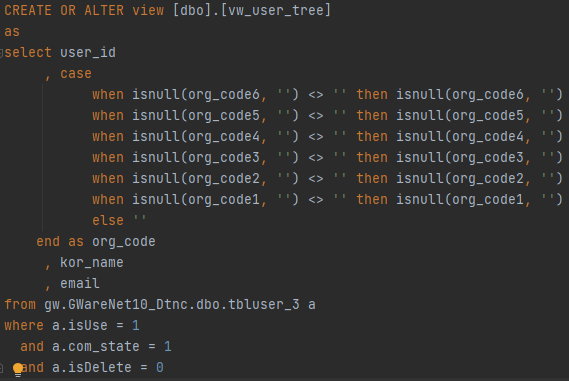 CREATE OR ALTER view [dbo].[vw_user_tree]
as
select user_id
, case
when isnull(org_code6, '') <> '' then isnull(org_code6, '')
when isnull(org_code5, '') <> '' then isnull(org_code5, '')
when isnull(org_code4, '') <> '' then isnull(org_code4, '')
when isnull(org_code3, '') <> '' then isnull(org_code3, '')
when isnull(org_code2, '') <> '' then isnull(org_code2, '')
when isnull(org_code1, '') <> '' then isnull(org_code1, '')
else ''
end as org_code
, kor_name
, email
from gw.GWareNet10_Dtnc.dbo.tbluser_3 a
where a.isUse = 1
and a.com_state = 1
and a.isDelete = 0